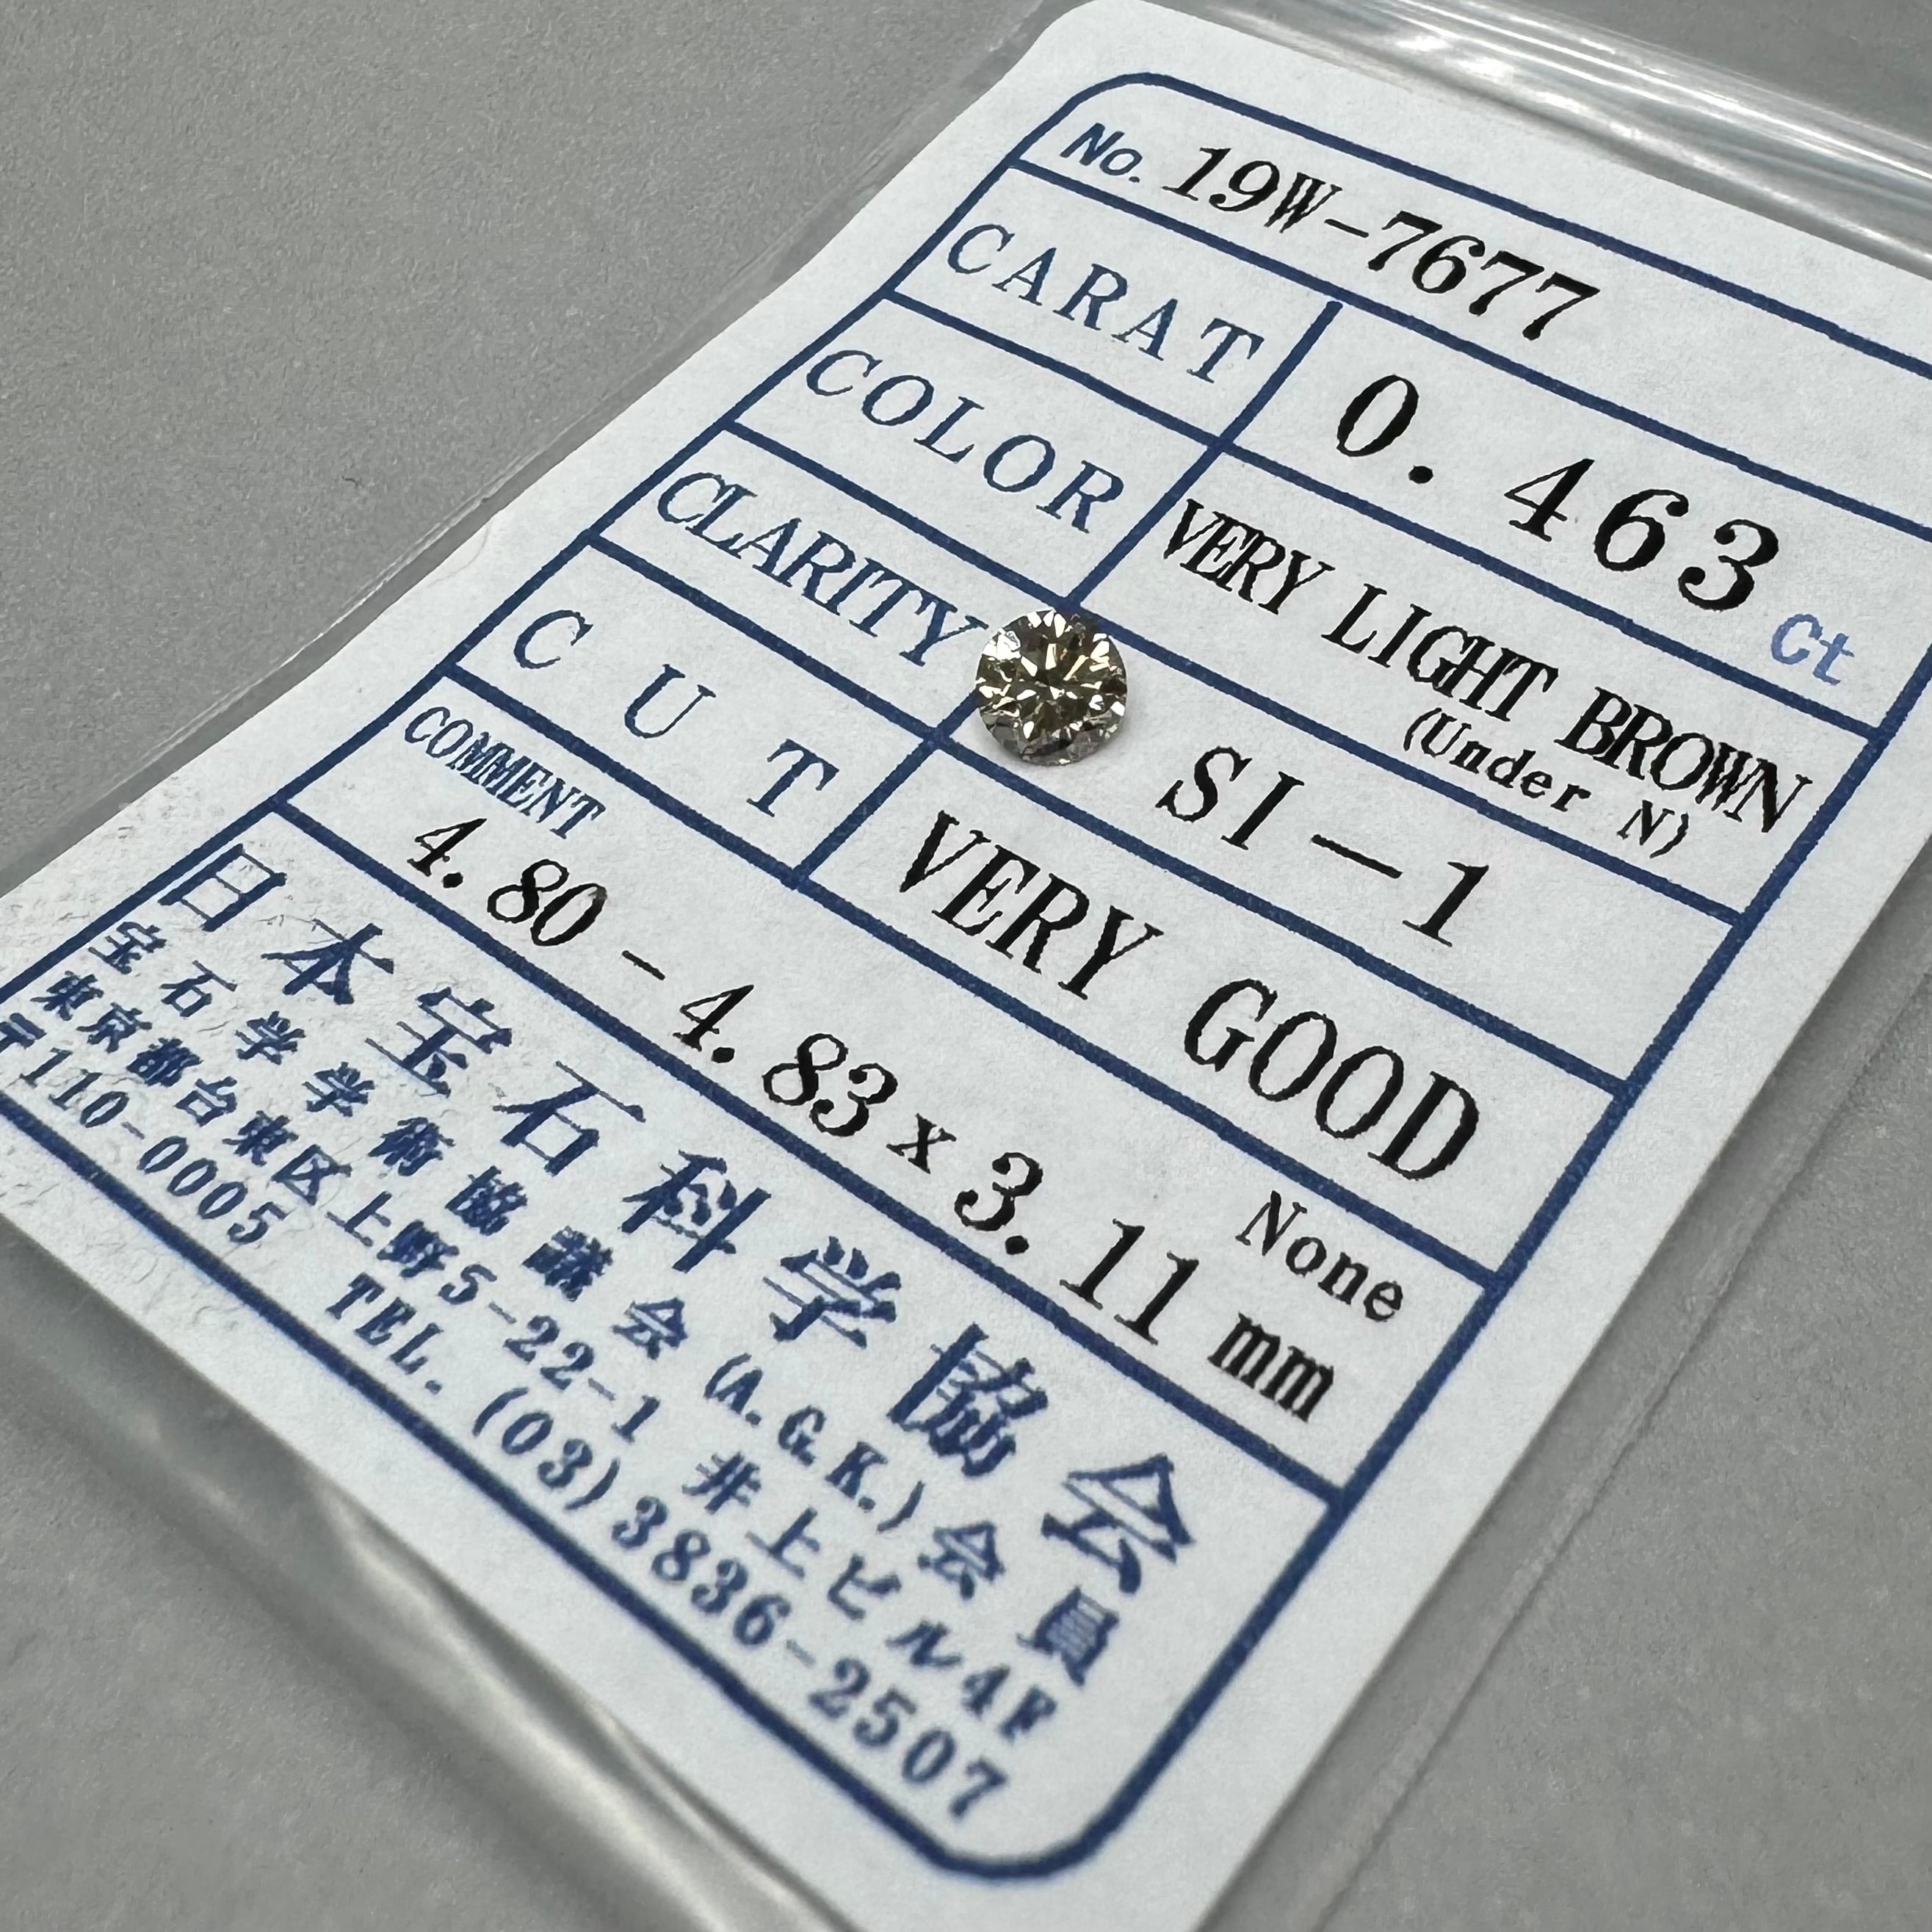 No. 19W-7677
CARAT 0.463 Ct
COLOR VERY LIGHT BROWN
(Under N)
CLARITY SI-1
CUT VERY GOOD
COMMENT None
4.80-4.83x3.11 mm
日本宝石科学協会
宝石学学術協議会(A.G.K.)会員
東京都台東区上野5-22-1 井上ビル4F
〒110-0005 TEL.(03)3836-2507